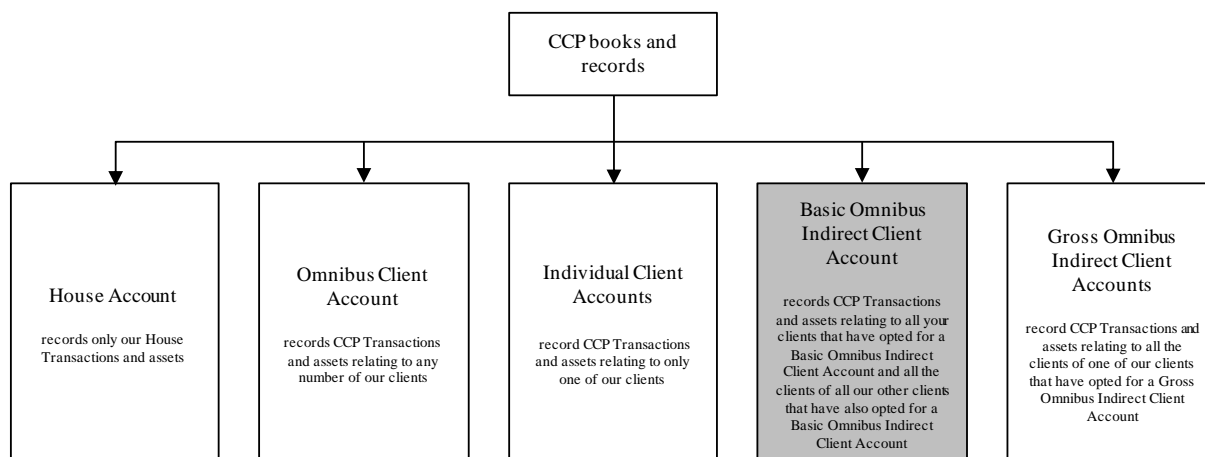 CCP books and
records
House Account
records only our House
Transactions and assets
Omnibus Client
Account
records CCP Transactions
and assets relating to any
number of our clients
Individual Client
Accounts
record CCP Transactions
and assets relating to only
one of our clients
Basic Omnibus
Indirect Client
Account
records CCP Transactions
and assets relating to all your
clients that have opted for a
Basic Omnibus Indirect
Client Account and all the
clients of all our other clients
that have also opted for a
Basic Omnibus Indirect
Client Account
Gross Omnibus
Indirect Client
Accounts
record CCP Transactions and
assets relating to all the
clients of one of our clients
that have opted for a Gross
Omnibus Indirect Client
Account